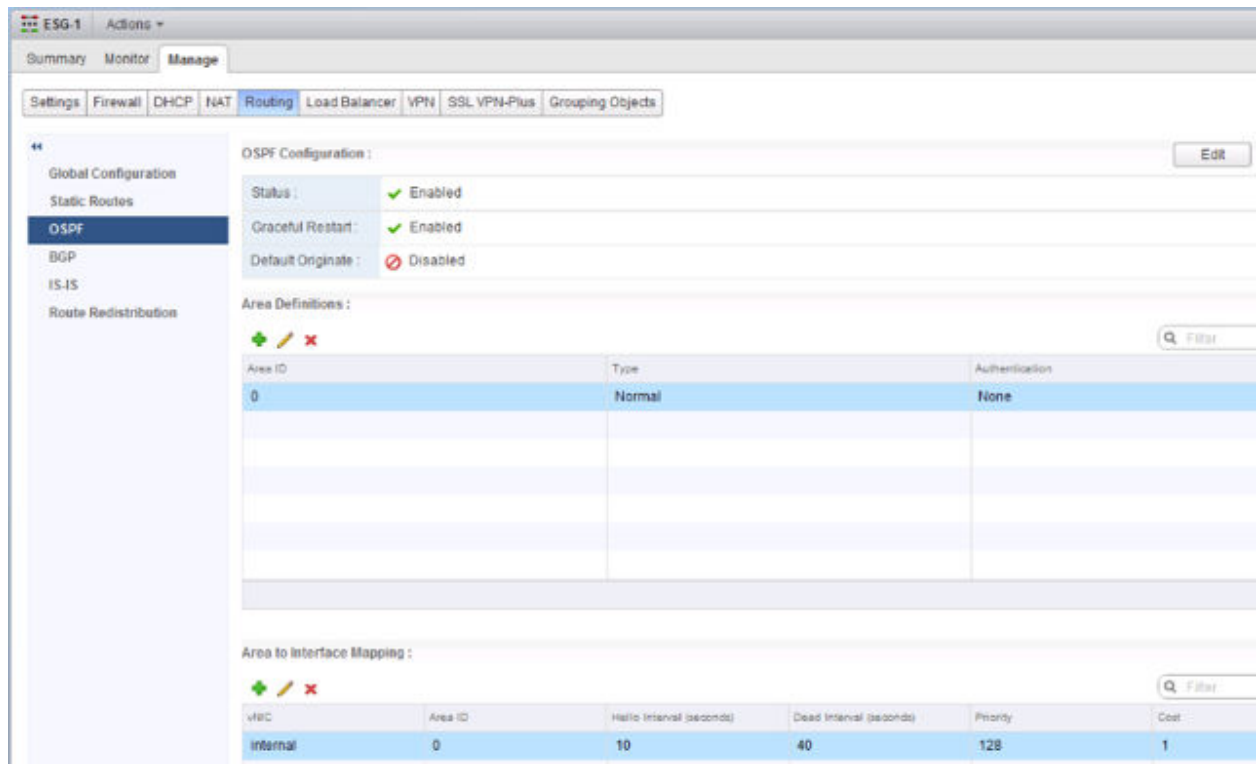 ESG-1 Actions
Summary Monitor Manage
Settings Firewall DHCP NAT Routing Load Balancer VPN SSL VPN-Plus Grouping Objects
Global Configuration
Static Routes
OSPF
BGP
IS-IS
Route Redistribution
OSPF Configuration :
Edit
Status : Enabled
Graceful Restart : Enabled
Default Originate : Disabled
Area Definitions :
Filter
Area ID Type Authentication
0 Normal None
Area to Interface Mapping :
Filter
vNIC Area ID Hello Interval (seconds) Dead Interval (seconds) Priority Cost
internal 0 10 40 128 1